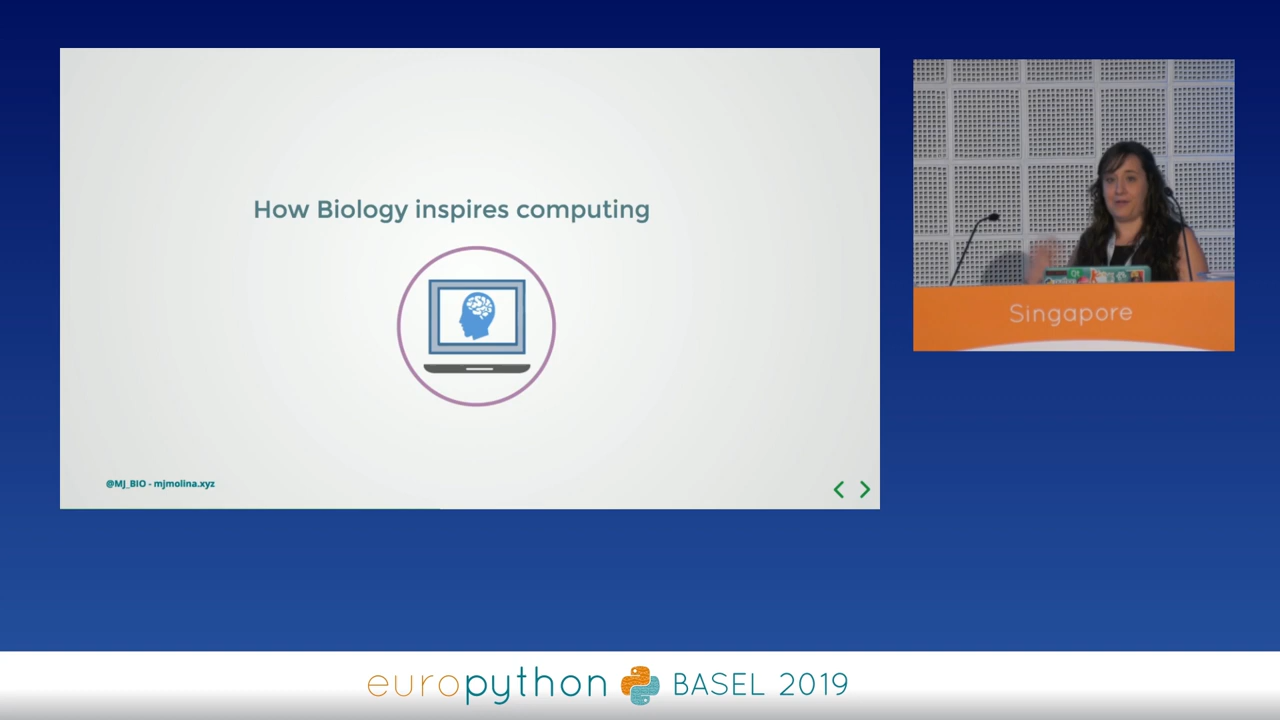 How Biology inspires computing
@MJ_BIO - mjmolina.xyz
Singapore
europython BASEL 2019